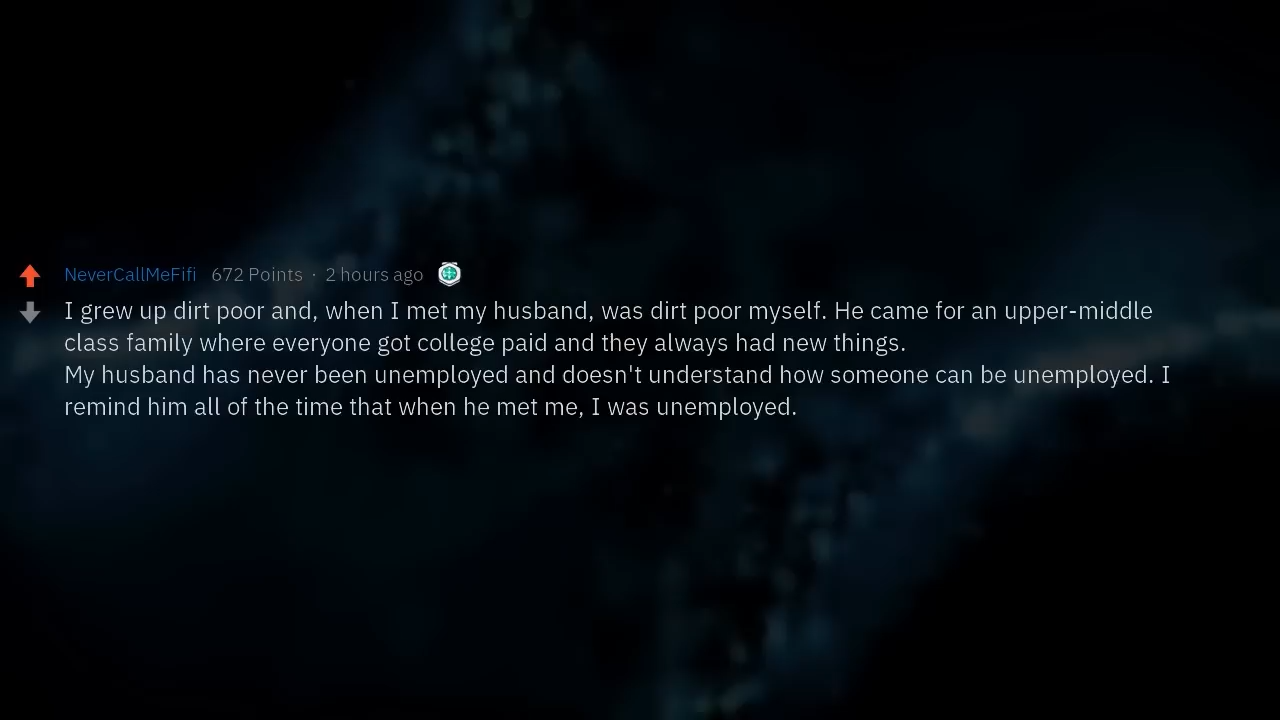 NeverCallMeFifi 672 Points · 2 hours ago
I grew up dirt poor and, when I met my husband, was dirt poor myself. He came for an upper-middle
class family where everyone got college paid and they always had new things.
My husband has never been unemployed and doesn't understand how someone can be unemployed. I
remind him all of the time that when he met me, I was unemployed.